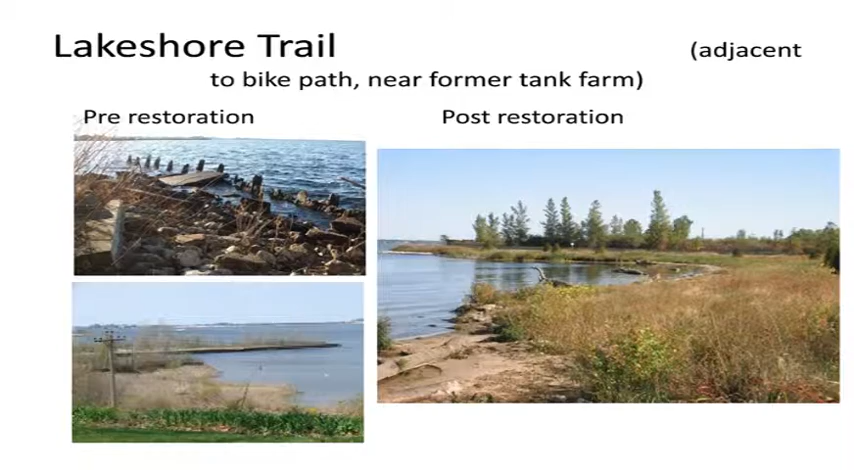 Lakeshore Trail (adjacent
to bike path, near former tank farm)
Pre restoration
Post restoration